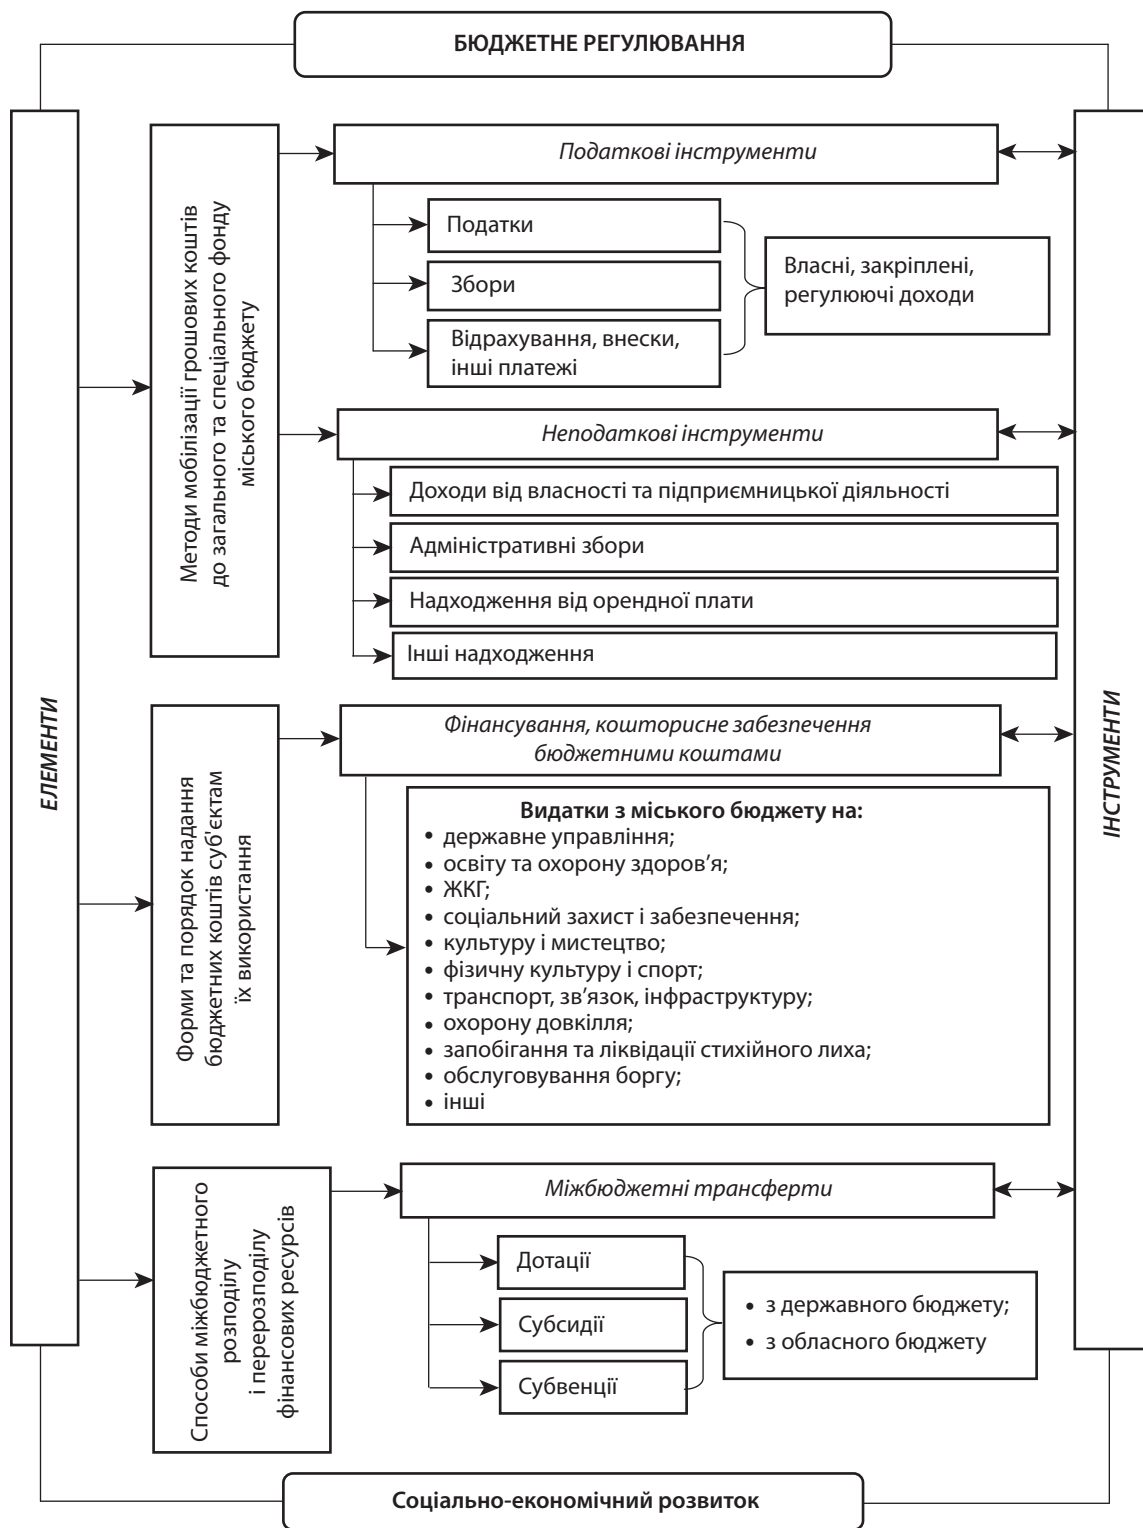 БЮДЖЕТНЕ РЕГУЛЮВАННЯ
ЕЛЕМЕНТИ
Методи мобілізації грошових коштів
до загального та спеціального фонду
міського бюджету
Податкові інструменти
Податки
Збори
Відрахування, внески,
інші платежі
Власні, закріплені,
регулюючі доходи
Неподаткові інструменти
Доходи від власності та підприємницької діяльності
Адміністративні збори
Надходження від орендної плати
Інші надходження
Форми та порядок надання
бюджетних коштів суб'єктам
їх використання
Фінансування, кошторисне забезпечення
бюджетними коштами
Видатки з міського бюджету на:
• державне управління;
• освіту та охорону здоров’я;
• ЖКГ;
• соціальний захист і забезпечення;
• культуру і мистецтво;
• фізичну культуру і спорт;
• транспорт, зв’язок, інфраструктуру;
• охорону довкілля;
• запобігання та ліквідації стихійного лиха;
• обслуговування боргу;
• інші
Способи міжбюджетного
розподілу
і перерозподілу
фінансових ресурсів
Міжбюджетні трансферти
Дотації
Субсидії
Субвенції
• з державного бюджету;
• з обласного бюджету
ІНСТРУМЕНТИ
Соціально-економічний розвиток